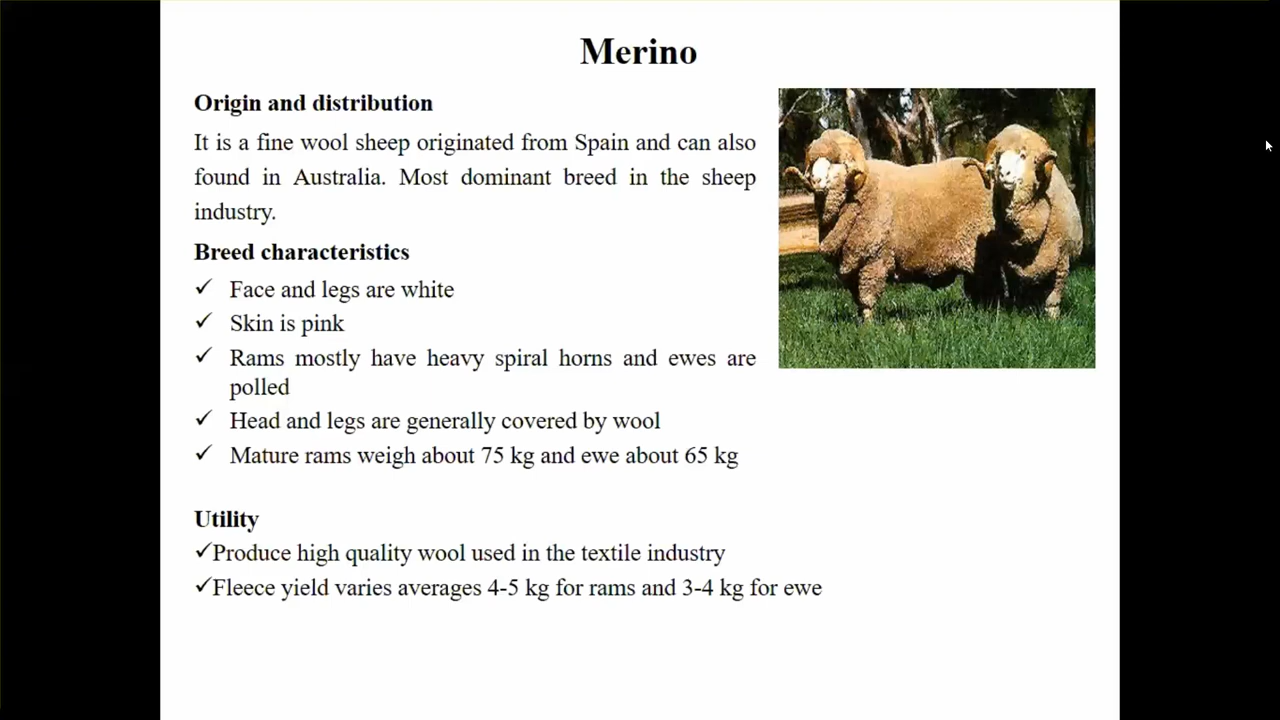 Merino
Origin and distribution
It is a fine wool sheep originated from Spain and can also
found in Australia. Most dominant breed in the sheep
industry.
Breed characteristics
✓ Face and legs are white
✓ Skin is pink
✓ Rams mostly have heavy spiral horns and ewes are
polled
✓ Head and legs are generally covered by wool
✓ Mature rams weigh about 75 kg and ewe about 65 kg
Utility
✓Produce high quality wool used in the textile industry
✓Fleece yield varies averages 4-5 kg for rams and 3-4 kg for ewe